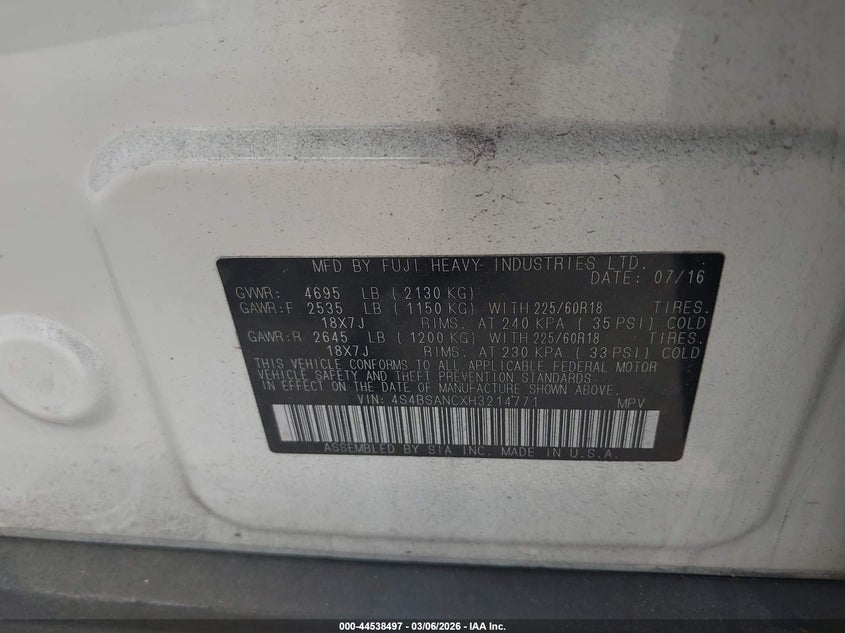 MFD BY FUJI HEAVY INDUSTRIES LTD.
DATE: 07/16
GVWR: 4695 LB (2130 KG)
GAWR:F 2535 LB (1150 KG) WITH 225/60R18 TIRES.
18X7J RIMS. AT 240 KPA (35 PSI) COLD
GAWR:R 2645 LB (1200 KG) WITH 225/60R18 TIRES.
18X7J RIMS. AT 230 KPA (33 PSI) COLD
THIS VEHICLE CONFORMS TO ALL APPLICABLE FEDERAL MOTOR
VEHICLE SAFETY AND THEFT PREVENTION STANDARDS
IN EFFECT ON THE DATE OF MANUFACTURE SHOWN ABOVE.
VIN: 4S4BSANCXH3214771 MPV
ASSEMBLED BY SIA INC. MADE IN U.S.A.
000-44538497 - 03/06/2026 - IAA Inc.